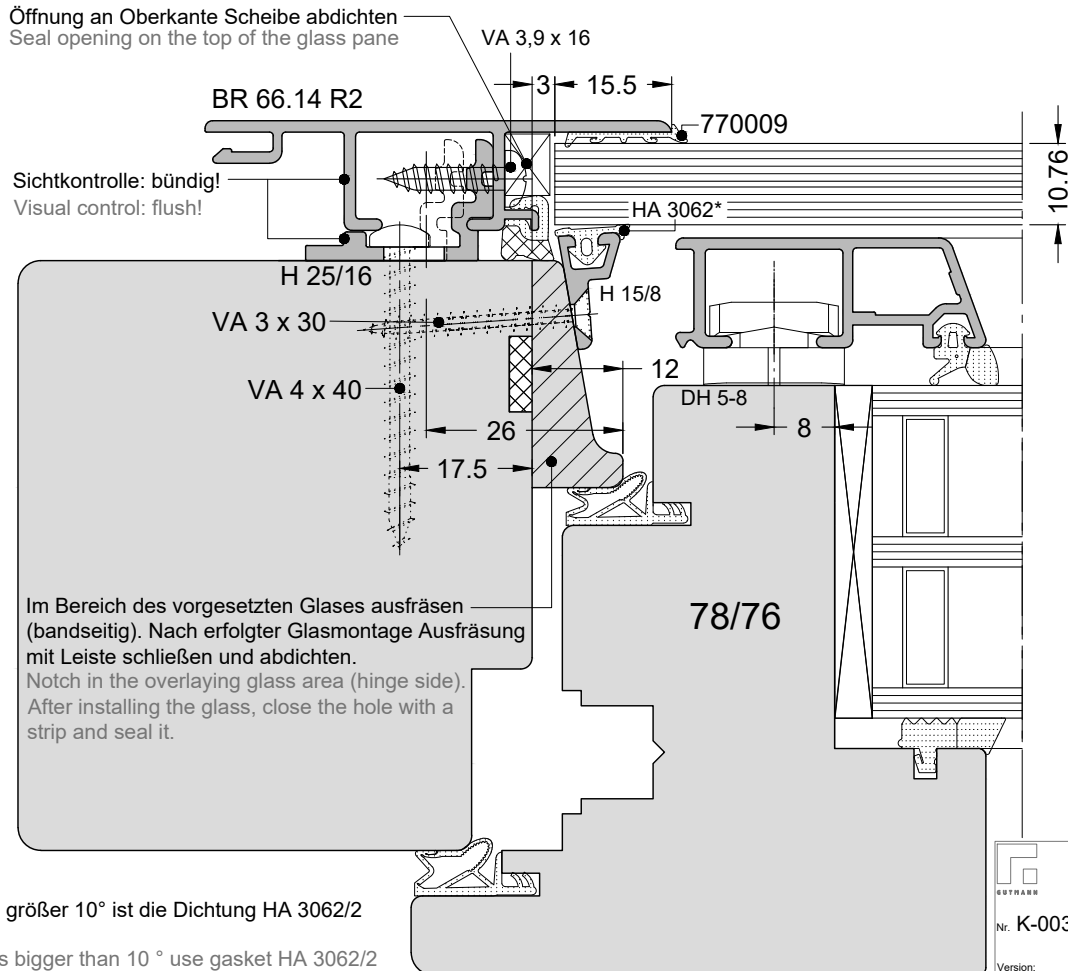 Öffnung an Oberkante Scheibe abdichten
Seal opening on the top of the glass pane
VA 3,9 x 16
3
15.5
BR 66.14 R2
770009
10.76
Sichtkontrolle: bündig!
Visual control: flush!
HA 3062*
H 25/16
H 15/8
VA 3 x 30
12
VA 4 x 40
DH 5-8
26
8
17.5
Im Bereich des vorgesetzten Glases ausfräsen
(bandseitig). Nach erfolgter Glasmontage Ausfräsung
mit Leiste schließen und abdichten.
Notch in the overlaying glass area (hinge side).
After installing the glass, close the hole with a
strip and seal it.
78/76
größer 10° ist die Dichtung HA 3062/2
s bigger than 10 ° use gasket HA 3062/2
GUTMANN
Nr. K-003
Version: